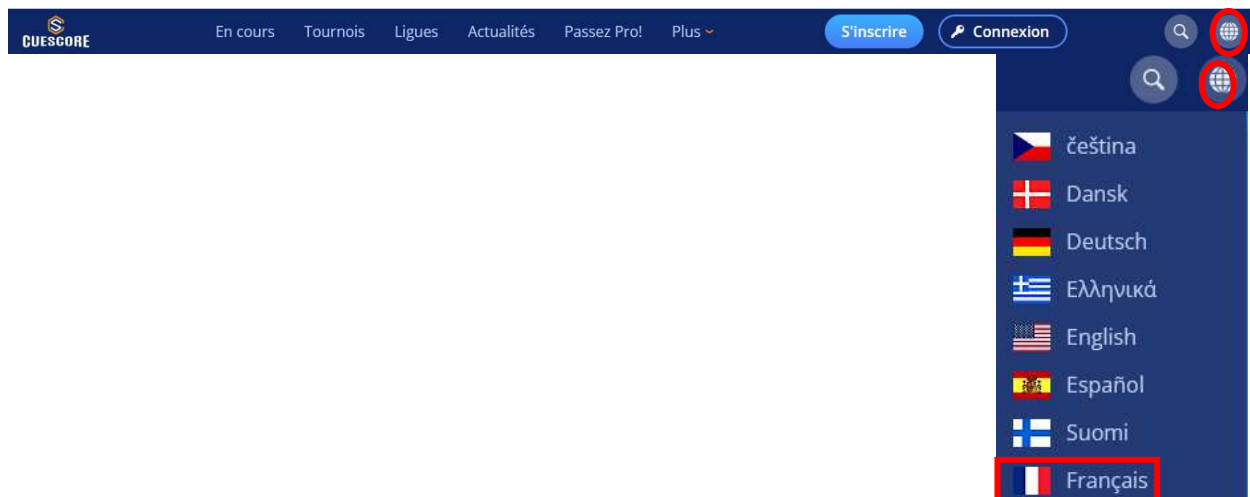 CUESCORE En cours Tournois Ligues Actualités Passez Pro! Plus S'inscrire Connexion
čeština
Dansk
Deutsch
Ελληνικά
English
Español
Suomi
Français